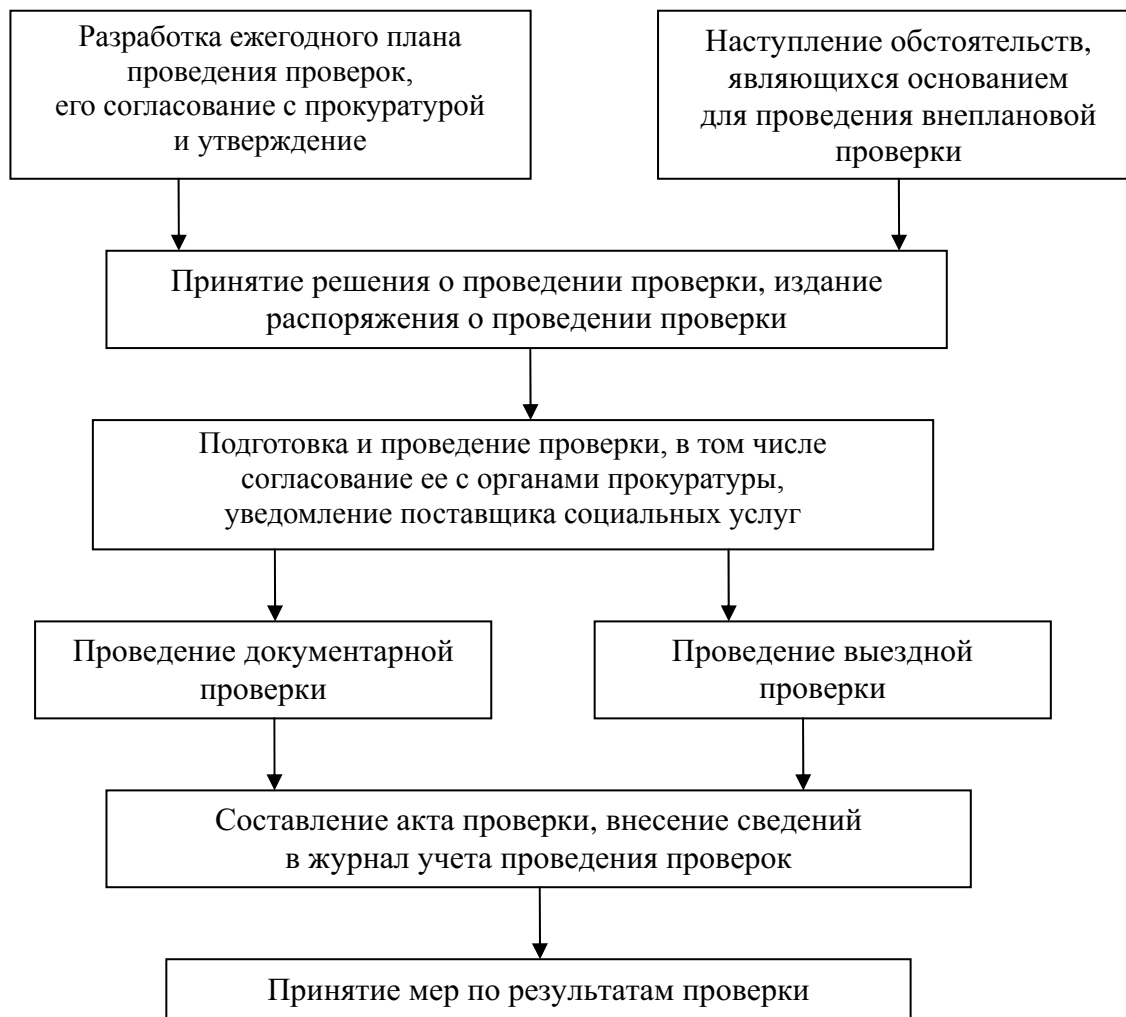 Разработка ежегодного плана
проведения проверок,
его согласование с прокуратурой
и утверждение
Наступление обстоятельств,
являющихся основанием
для проведения внеплановой
проверки
Принятие решения о проведении проверки, издание
распоряжения о проведении проверки
Подготовка и проведение проверки, в том числе
согласование ее с органами прокуратуры,
уведомление поставщика социальных услуг
Проведение документарной
проверки
Проведение выездной
проверки
Составление акта проверки, внесение сведений
в журнал учета проведения проверок
Принятие мер по результатам проверки